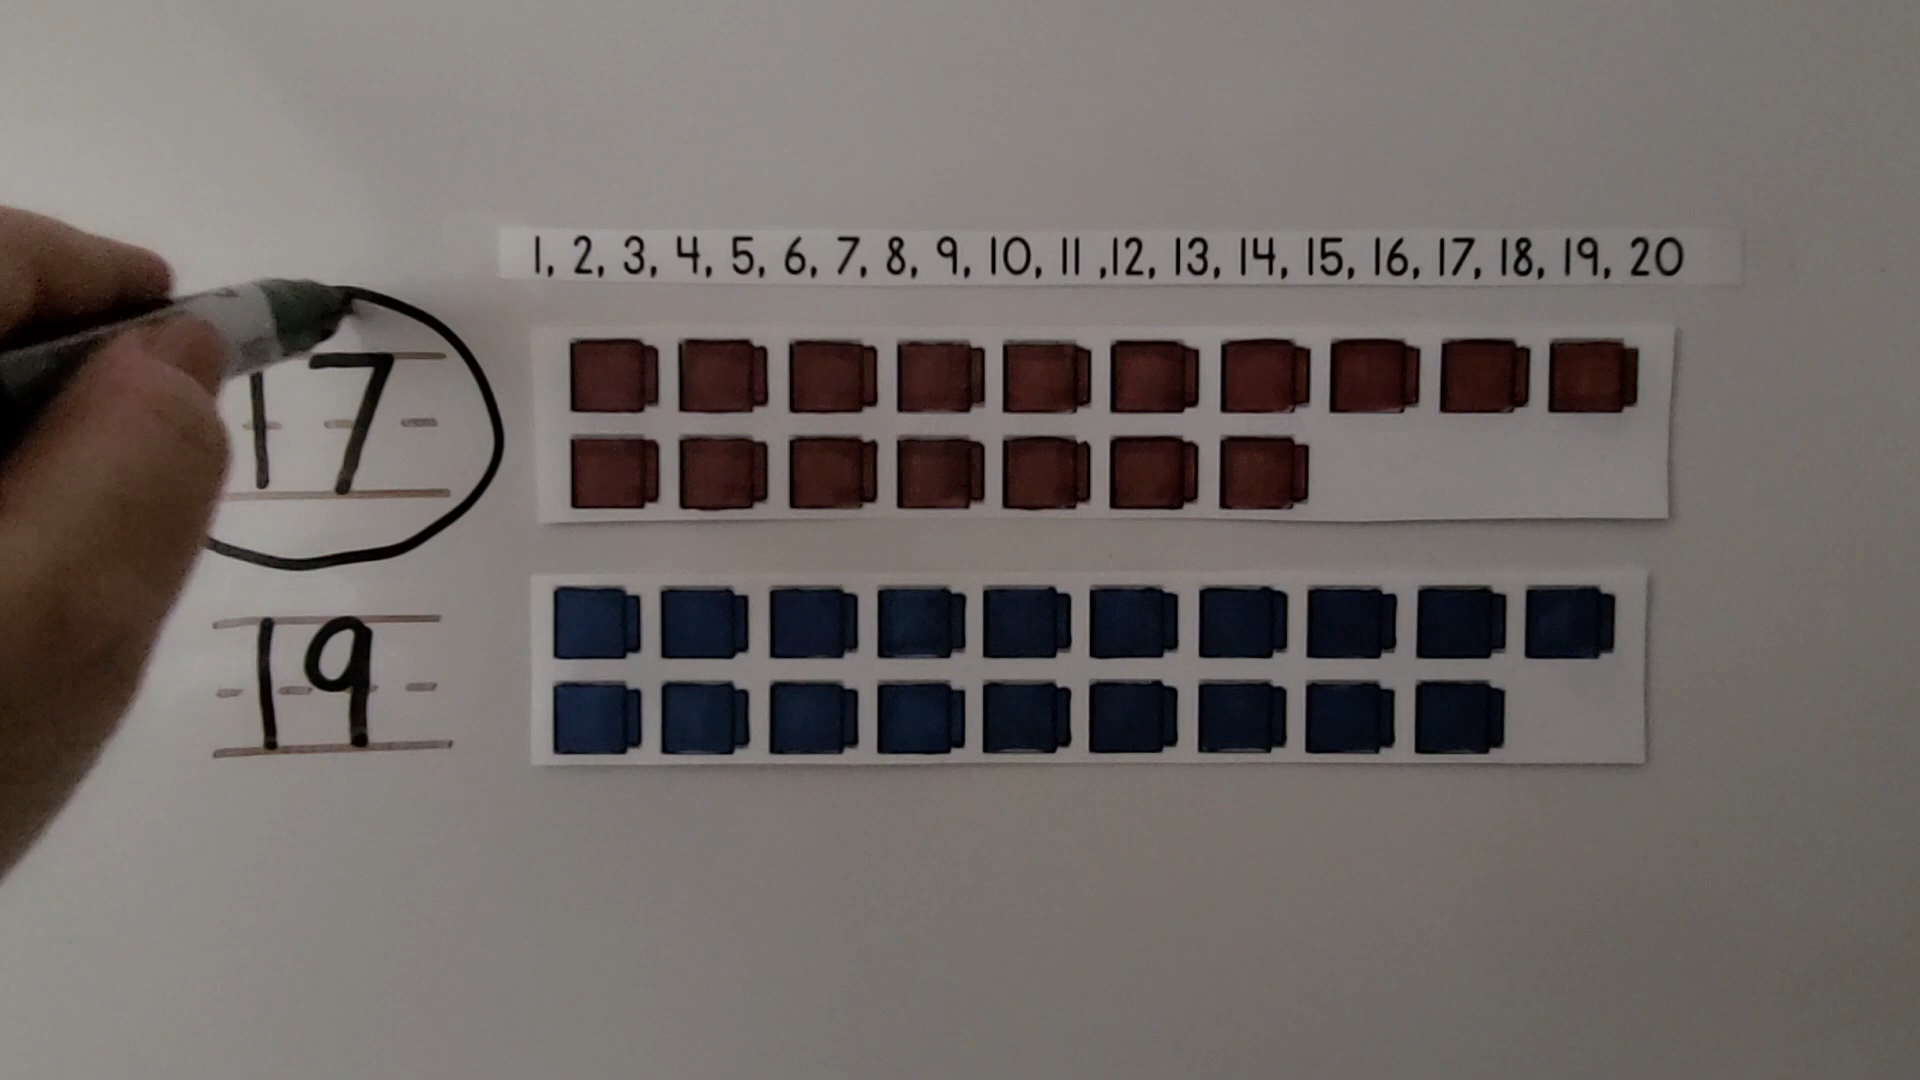 1, 2, 3, 4, 5, 6, 7, 8, 9, 10, 11 ,12, 13, 14, 15, 16, 17, 18, 19, 20
17
19